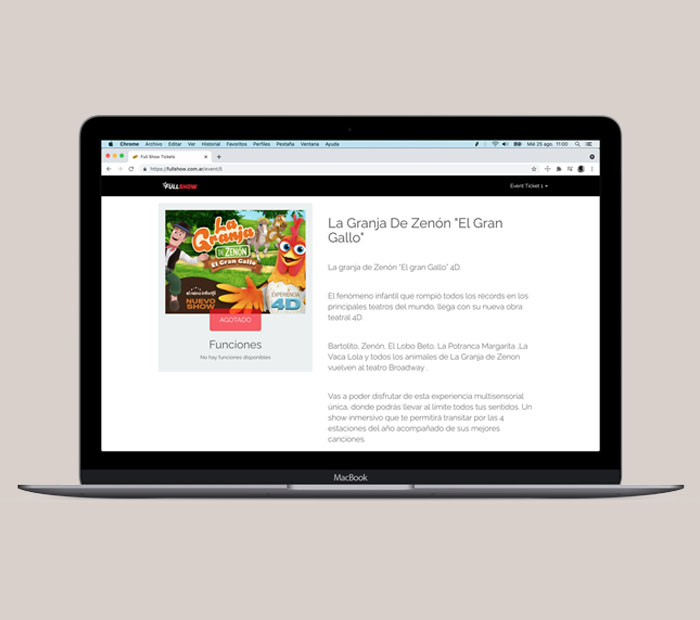 Chrome Archivo Editar Ver Historial Favoritos Perfiles Pestaña Ventana Ayuda
Mié 25 ago. 11:00
Full Show Tickets
https://fullshow.com.ar/event/5
FULLSHOW
Event Ticket 1
La Granja
DE ZENÓN
El Gran Gallo
el reino infantil
NUEVO
SHOW
EXPERIENCIA
4D
AGOTADO
Funciones
No hay funciones disponibles
La Granja De Zenón "El Gran
Gallo"
La granja de Zenón "El gran Gallo" 4D.
El fenómeno infantil que rompió todos los records en los
principales teatros del mundo, llega con su nueva obra
teatral 4D
Bartolito, Zenón, El Lobo Beto, La Potranca Margarita ,La
Vaca Lola y todos los animales de La Granja de Zenon
vuelven al teatro Broadway .
Vas a poder disfrutar de esta experiencia multisensorial
única, donde podrás llevar al limite todos tus sentidos. Un
show inmersivo que te permitirá transitar por las 4
estaciones del año acompañado de sus mejores
canciones.
MacBook